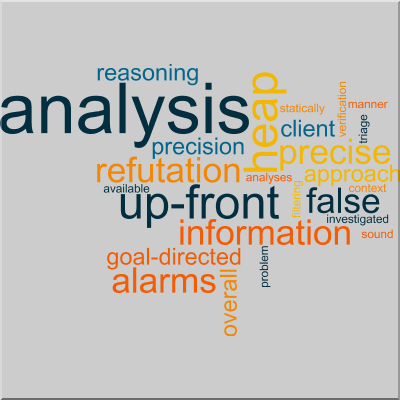 reasoning
analysis
heap
statically
verification
manner
client
triage
precision
precise
refutation
analyses
approach
available
up-front
filtering
false
context
investigated
information
sound
goal-directed
problem
alarms
overall